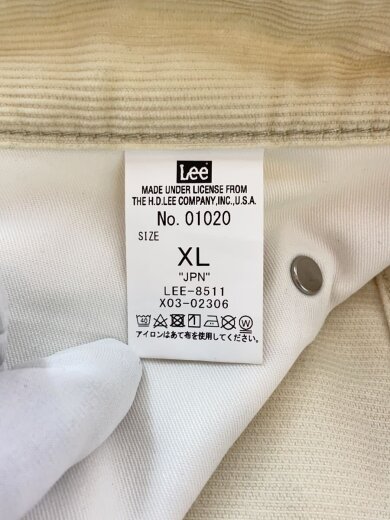 Lee
MADE UNDER LICENSE FROM
THE H.D.LEE COMPANY,INC.,U.S.A.
No. 01020
SIZE
XL
"JPN"
LEE-8511
X03-02306
アイロンはあて布を使用してください。